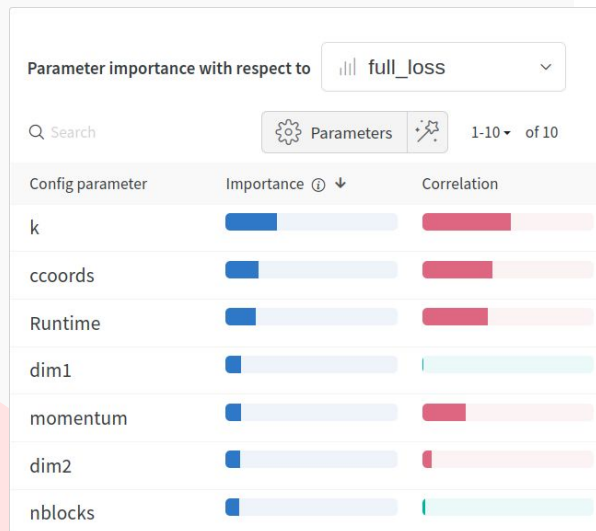 Parameter importance with respect to full_loss
Search Parameters 1-10 of 10
Config parameter Importance Correlation
k
ccoords
Runtime
dim1
momentum
dim2
nblocks